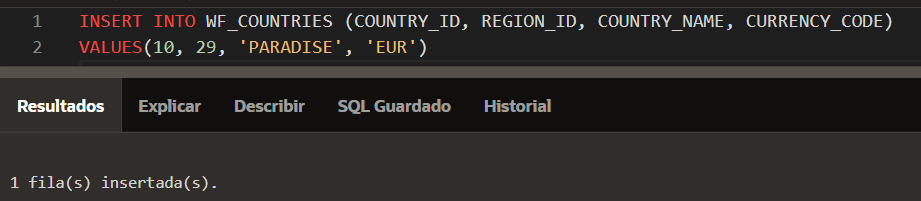 1 INSERT INTO WF_COUNTRIES (COUNTRY_ID, REGION_ID, COUNTRY_NAME, CURRENCY_CODE)
2 VALUES(10, 29, 'PARADISE', 'EUR')
Resultados Explicar Describir SQL Guardado Historial
1 fila(s) insertada(s).